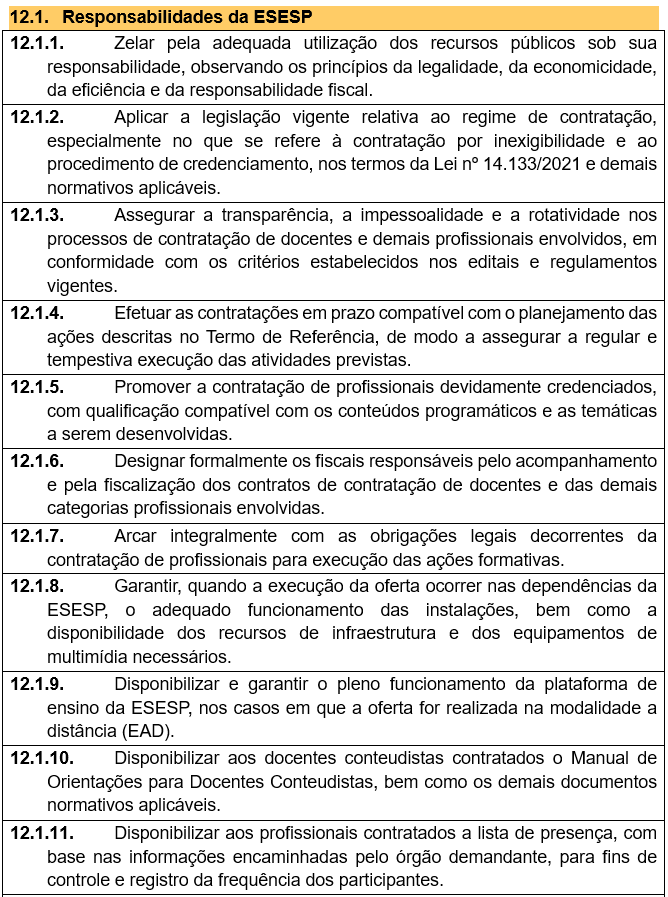 12.1. Responsabilidades da ESESP
12.1.1. Zelar pela adequada utilização dos recursos públicos sob sua
responsabilidade, observando os princípios da legalidade, da economicidade,
da eficiência e da responsabilidade fiscal.
12.1.2. Aplicar a legislação vigente relativa ao regime de contratação,
especialmente no que se refere à contratação por inexigibilidade e ao
procedimento de credenciamento, nos termos da Lei nº 14.133/2021 e demais
normativos aplicáveis.
12.1.3. Assegurar a transparência, a impessoalidade e a rotatividade nos
processos de contratação de docentes e demais profissionais envolvidos, em
conformidade com os critérios estabelecidos nos editais e regulamentos
vigentes.
12.1.4. Efetuar as contratações em prazo compatível com o planejamento das
ações descritas no Termo de Referência, de modo a assegurar a regular e
tempestiva execução das atividades previstas.
12.1.5. Promover a contratação de profissionais devidamente credenciados,
com qualificação compatível com os conteúdos programáticos e as temáticas
a serem desenvolvidas.
12.1.6. Designar formalmente os fiscais responsáveis pelo acompanhamento
e pela fiscalização dos contratos de contratação de docentes e das demais
categorias profissionais envolvidas.
12.1.7. Arcar integralmente com as obrigações legais decorrentes da
contratação de profissionais para execução das ações formativas.
12.1.8. Garantir, quando a execução da oferta ocorrer nas dependências da
ESESP, o adequado funcionamento das instalações, bem como a
disponibilidade dos recursos de infraestrutura e dos equipamentos de
multimídia necessários.
12.1.9. Disponibilizar e garantir o pleno funcionamento da plataforma de
ensino da ESESP, nos casos em que a oferta for realizada na modalidade a
distância (EAD).
12.1.10. Disponibilizar aos docentes conteudistas contratados o Manual de
Orientações para Docentes Conteudistas, bem como os demais documentos
normativos aplicáveis.
12.1.11. Disponibilizar aos profissionais contratados a lista de presença, com
base nas informações encaminhadas pelo órgão demandante, para fins de
controle e registro da frequência dos participantes.